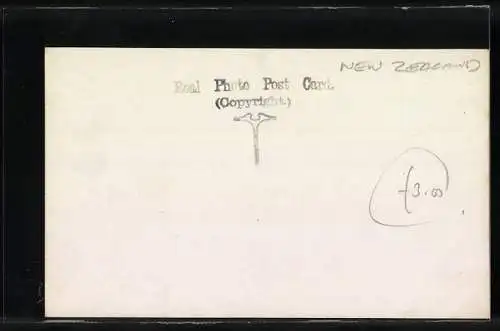 NEW ZEALAND
Real Photo Post Card.
(Copyright)
£3.00